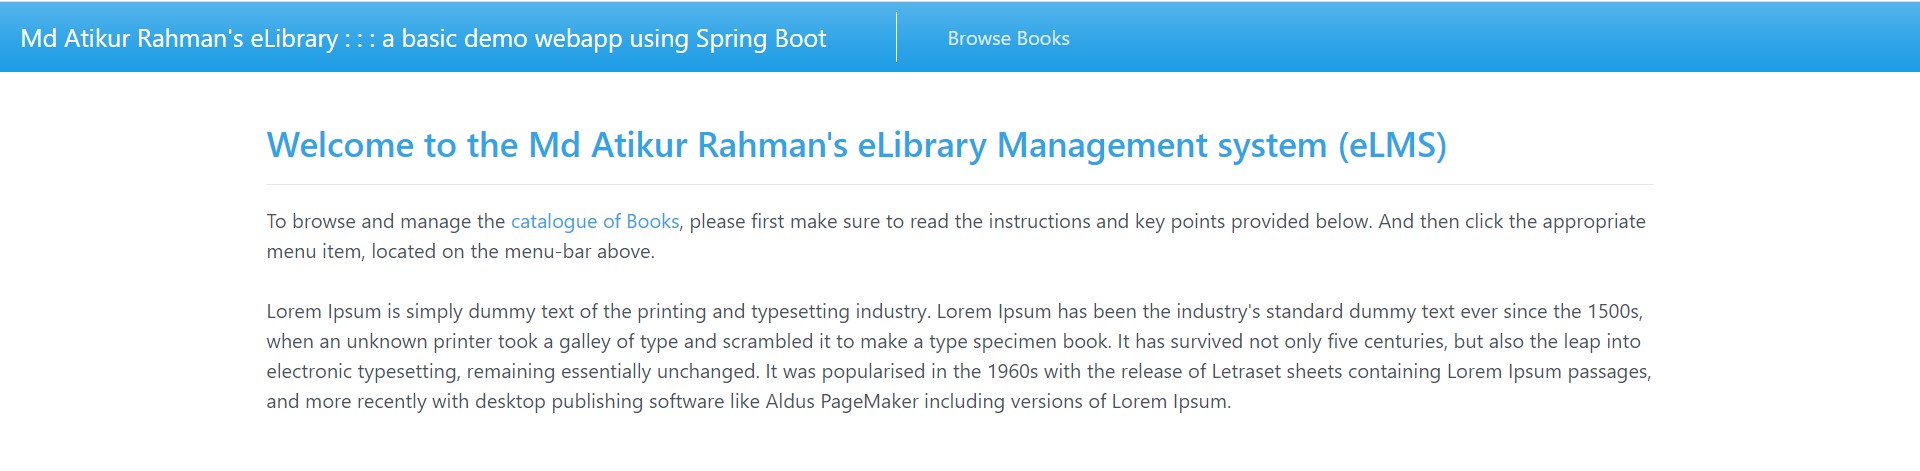 Md Atikur Rahman's eLibrary : : : a basic demo webapp using Spring Boot
Browse Books
Welcome to the Md Atikur Rahman's eLibrary Management system (eLMS)
To browse and manage the catalogue of Books, please first make sure to read the instructions and key points provided below. And then click the appropriate
menu item, located on the menu-bar above.
Lorem Ipsum is simply dummy text of the printing and typesetting industry. Lorem Ipsum has been the industry's standard dummy text ever since the 1500s,
when an unknown printer took a galley of type and scrambled it to make a type specimen book. It has survived not only five centuries, but also the leap into
electronic typesetting, remaining essentially unchanged. It was popularised in the 1960s with the release of Letraset sheets containing Lorem Ipsum passages,
and more recently with desktop publishing software like Aldus PageMaker including versions of Lorem Ipsum.